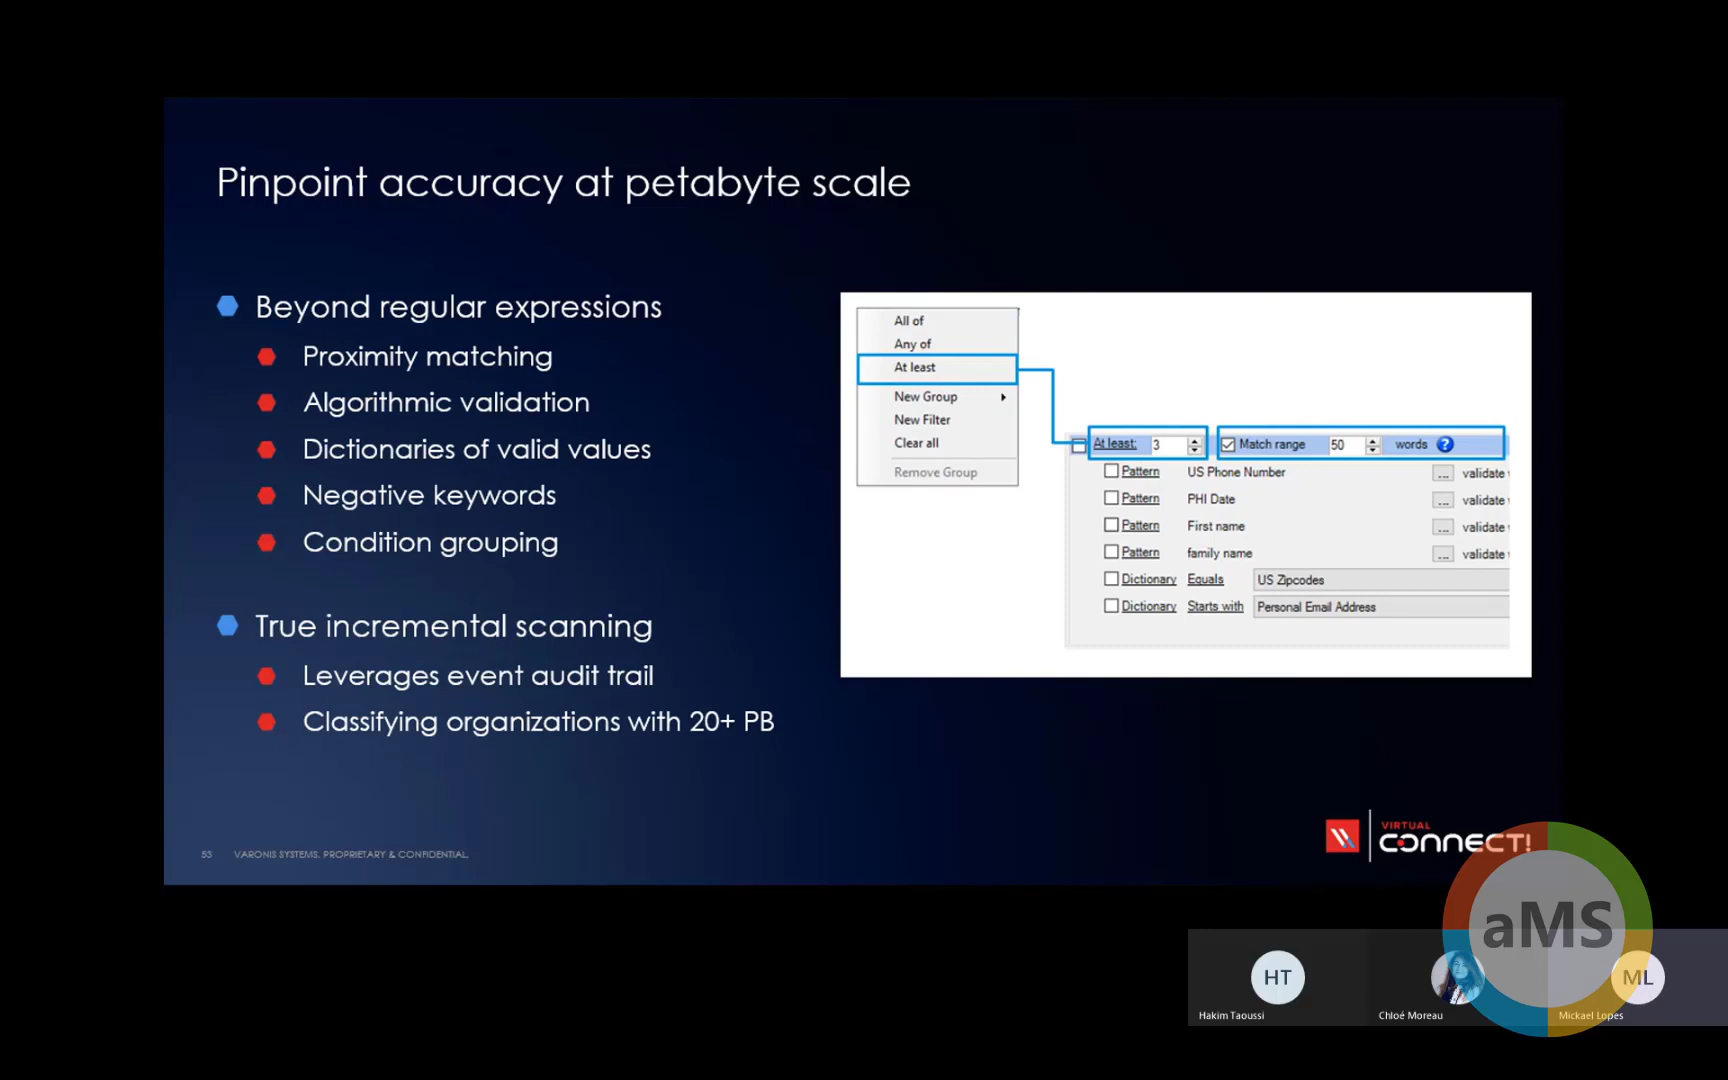 Pinpoint accuracy at petabyte scale
Beyond regular expressions
Proximity matching
Algorithmic validation
Dictionaries of valid values
Negative keywords
Condition grouping
True incremental scanning
Leverages event audit trail
Classifying organizations with 20+ PB
All of
Any of
At least
New Group
New Filter
Clear all
Remove Group
At least: 3 Match range 50 words ?
Pattern US Phone Number ... validate
Pattern PHI Date ... validate
Pattern First name ... validate
Pattern family name ... validate
Dictionary Equals US Zipcodes
Dictionary Starts with Personal Email Address
53 VARONIS SYSTEMS. PROPRIETARY & CONFIDENTIAL.
VIRTUAL
CONNECT!
aMS
HT
ML
Hakim Taoussi
Chloé Moreau
Mickael Lopes